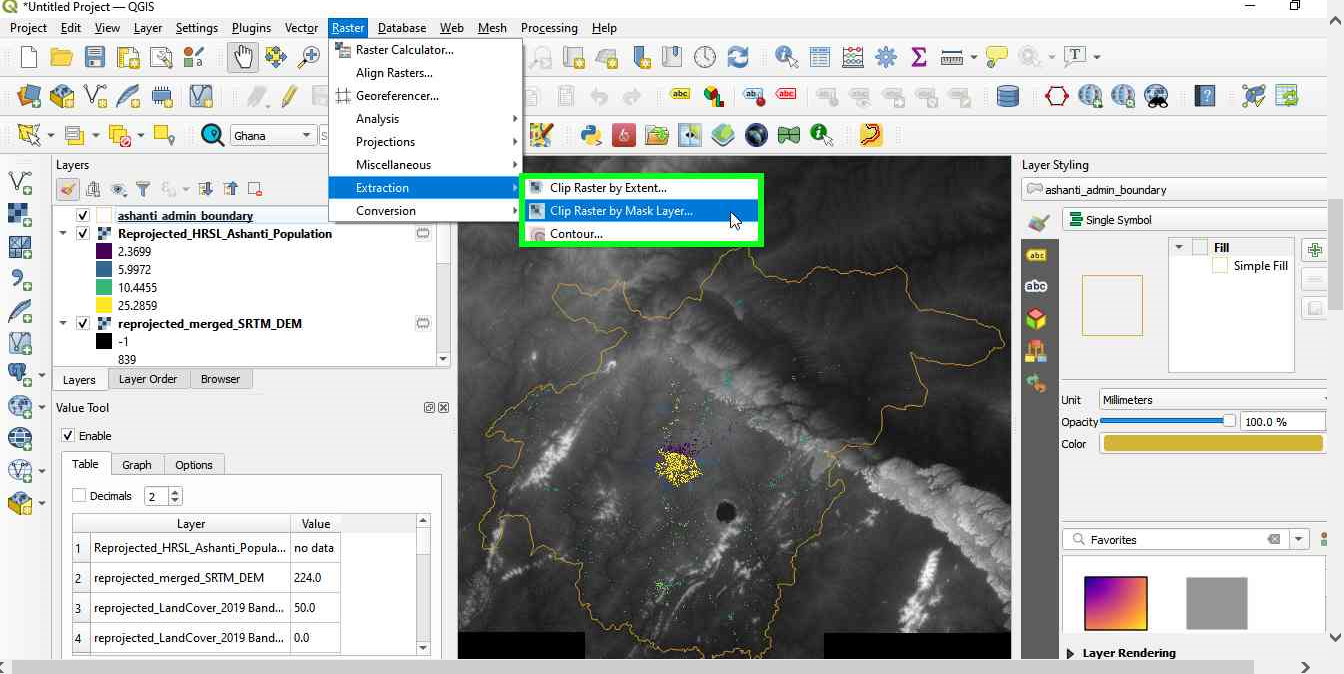 *Untitled Project — QGIS
Project Edit View Layer Settings Plugins Vector Raster Database Web Mesh Processing Help
Raster Calculator...
Align Rasters...
Georeferencer...
Analysis
Projections
Miscellaneous
Extraction
Conversion
Clip Raster by Extent...
Clip Raster by Mask Layer...
Contour...
Ghana
Layers
ashanti_admin_boundary
Reprojected_HRSL_Ashanti_Population
2.3699
5.9972
10.4455
25.2859
reprojected_merged_SRTM_DEM
-1
839
Layers Layer Order Browser
Value Tool
Enable
Table Graph Options
Decimals 2
Layer Value
1 Reprojected_HRSL_Ashanti_Popula... no data
2 reprojected_merged_SRTM_DEM 224.0
3 reprojected_LandCover_2019 Band... 50.0
4 reprojected_LandCover_2019 Band... 0.0
Layer Styling
ashanti_admin_boundary
Single Symbol
Fill
Simple Fill
Unit Millimeters
Opacity 100.0 %
Color
Favorites
Layer Rendering